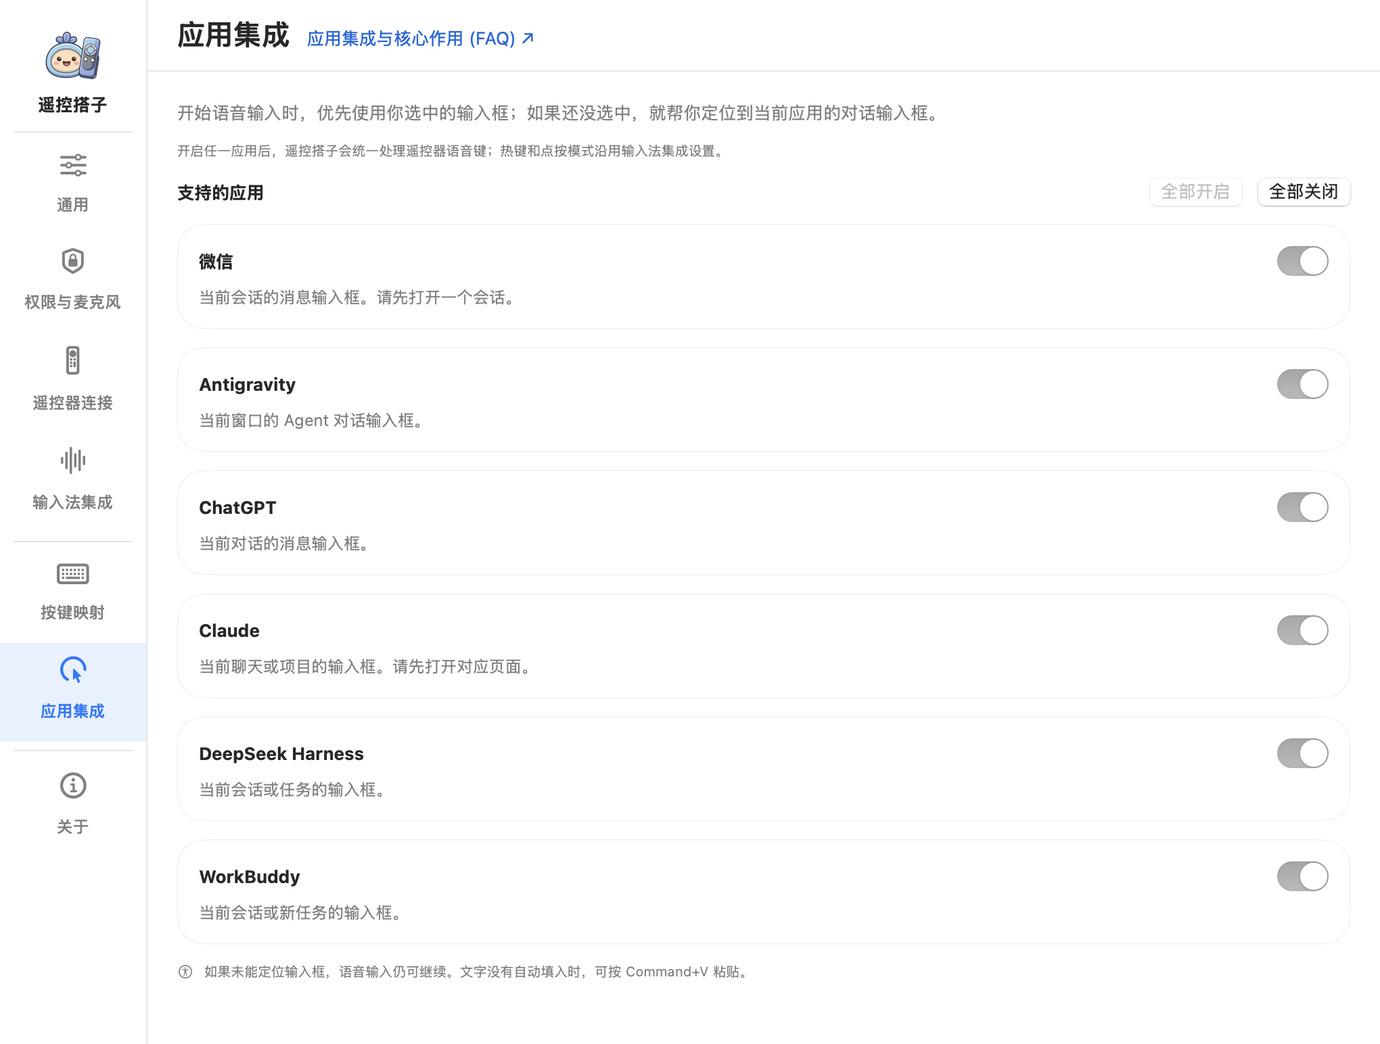 遥控搭子
通用
权限与麦克风
遥控器连接
输入法集成
按键映射
应用集成
关于
应用集成 应用集成与核心作用 (FAQ) ↗
开始语音输入时，优先使用你选中的输入框；如果还没选中，就帮你定位到当前应用的对话输入框。
开启任一应用后，遥控搭子会统一处理遥控器语音键；热键和点按模式沿用输入法集成设置。
支持的应用 全部开启 全部关闭
微信
当前会话的消息输入框。请先打开一个会话。
Antigravity
当前窗口的 Agent 对话输入框。
ChatGPT
当前对话的消息输入框。
Claude
当前聊天或项目的输入框。请先打开对应页面。
DeepSeek Harness
当前会话或任务的输入框。
WorkBuddy
当前会话或新任务的输入框。
如果未能定位输入框，语音输入仍可继续。文字没有自动填入时，可按 Command+V 粘贴。